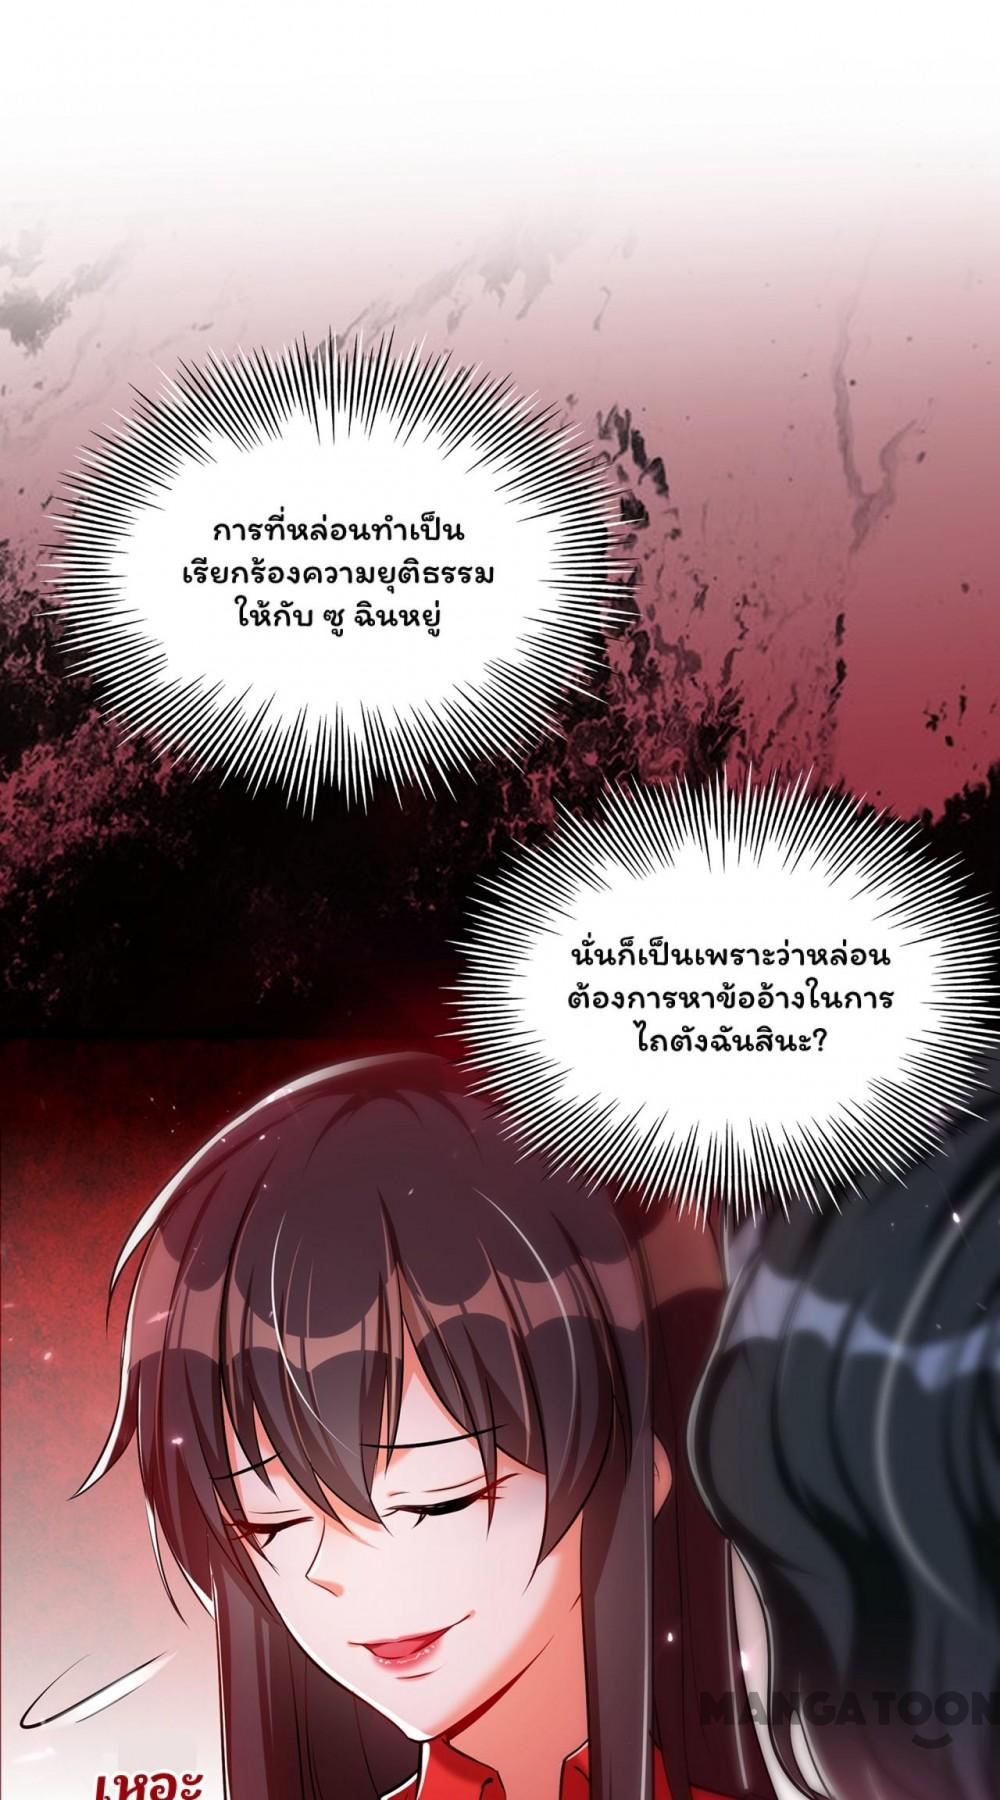 การที่หล่อนทำเป็น
เรียกร้องความยุติธรรม
ให้กับ ซู ฉินหยู่
นั่นก็เป็นเพราะว่าหล่อน
ต้องการหาข้ออ้างในการ
ไถตังฉันสินะ?
MANGA TOON
เหอะ